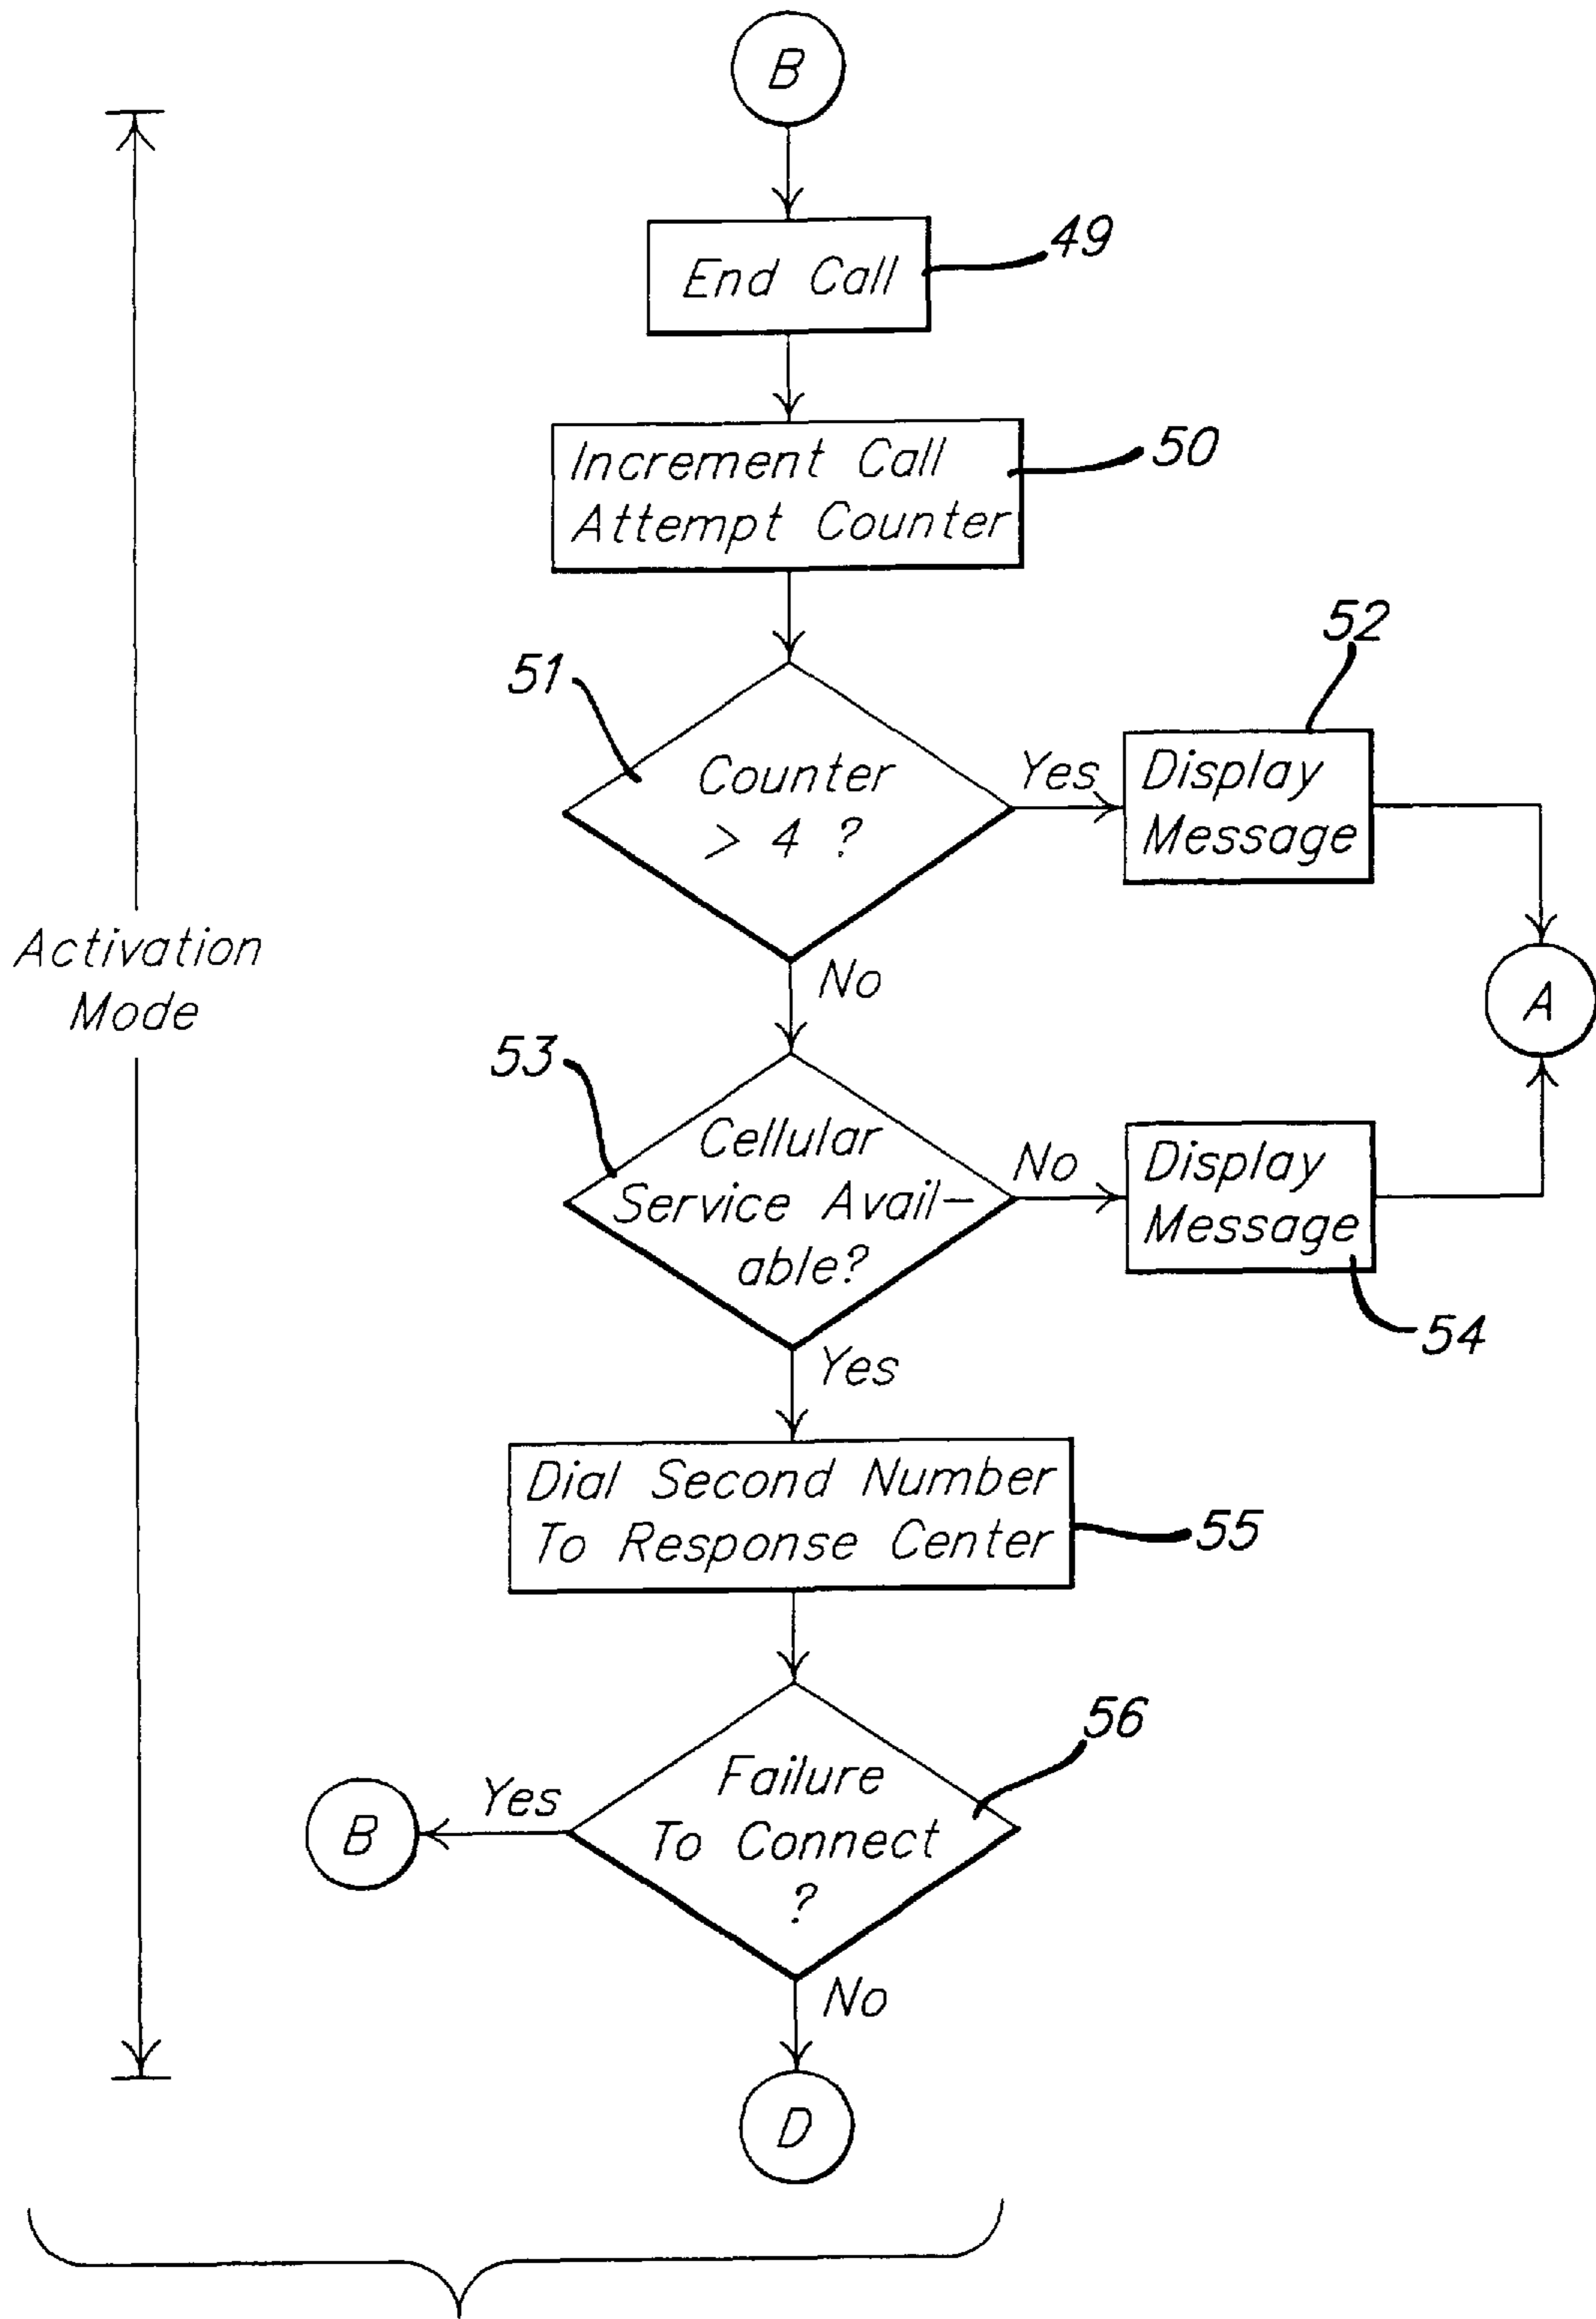 B
End Call
49
Increment Call
Attempt Counter
50
51
Counter
> 4 ?
Yes
52
Display
Message
Activation
Mode
No
A
53
Cellular
Service Avail-
able?
No
Display
Message
54
Yes
Dial Second Number
To Response Center
55
56
Failure
To Connect
?
Yes
B
No
D